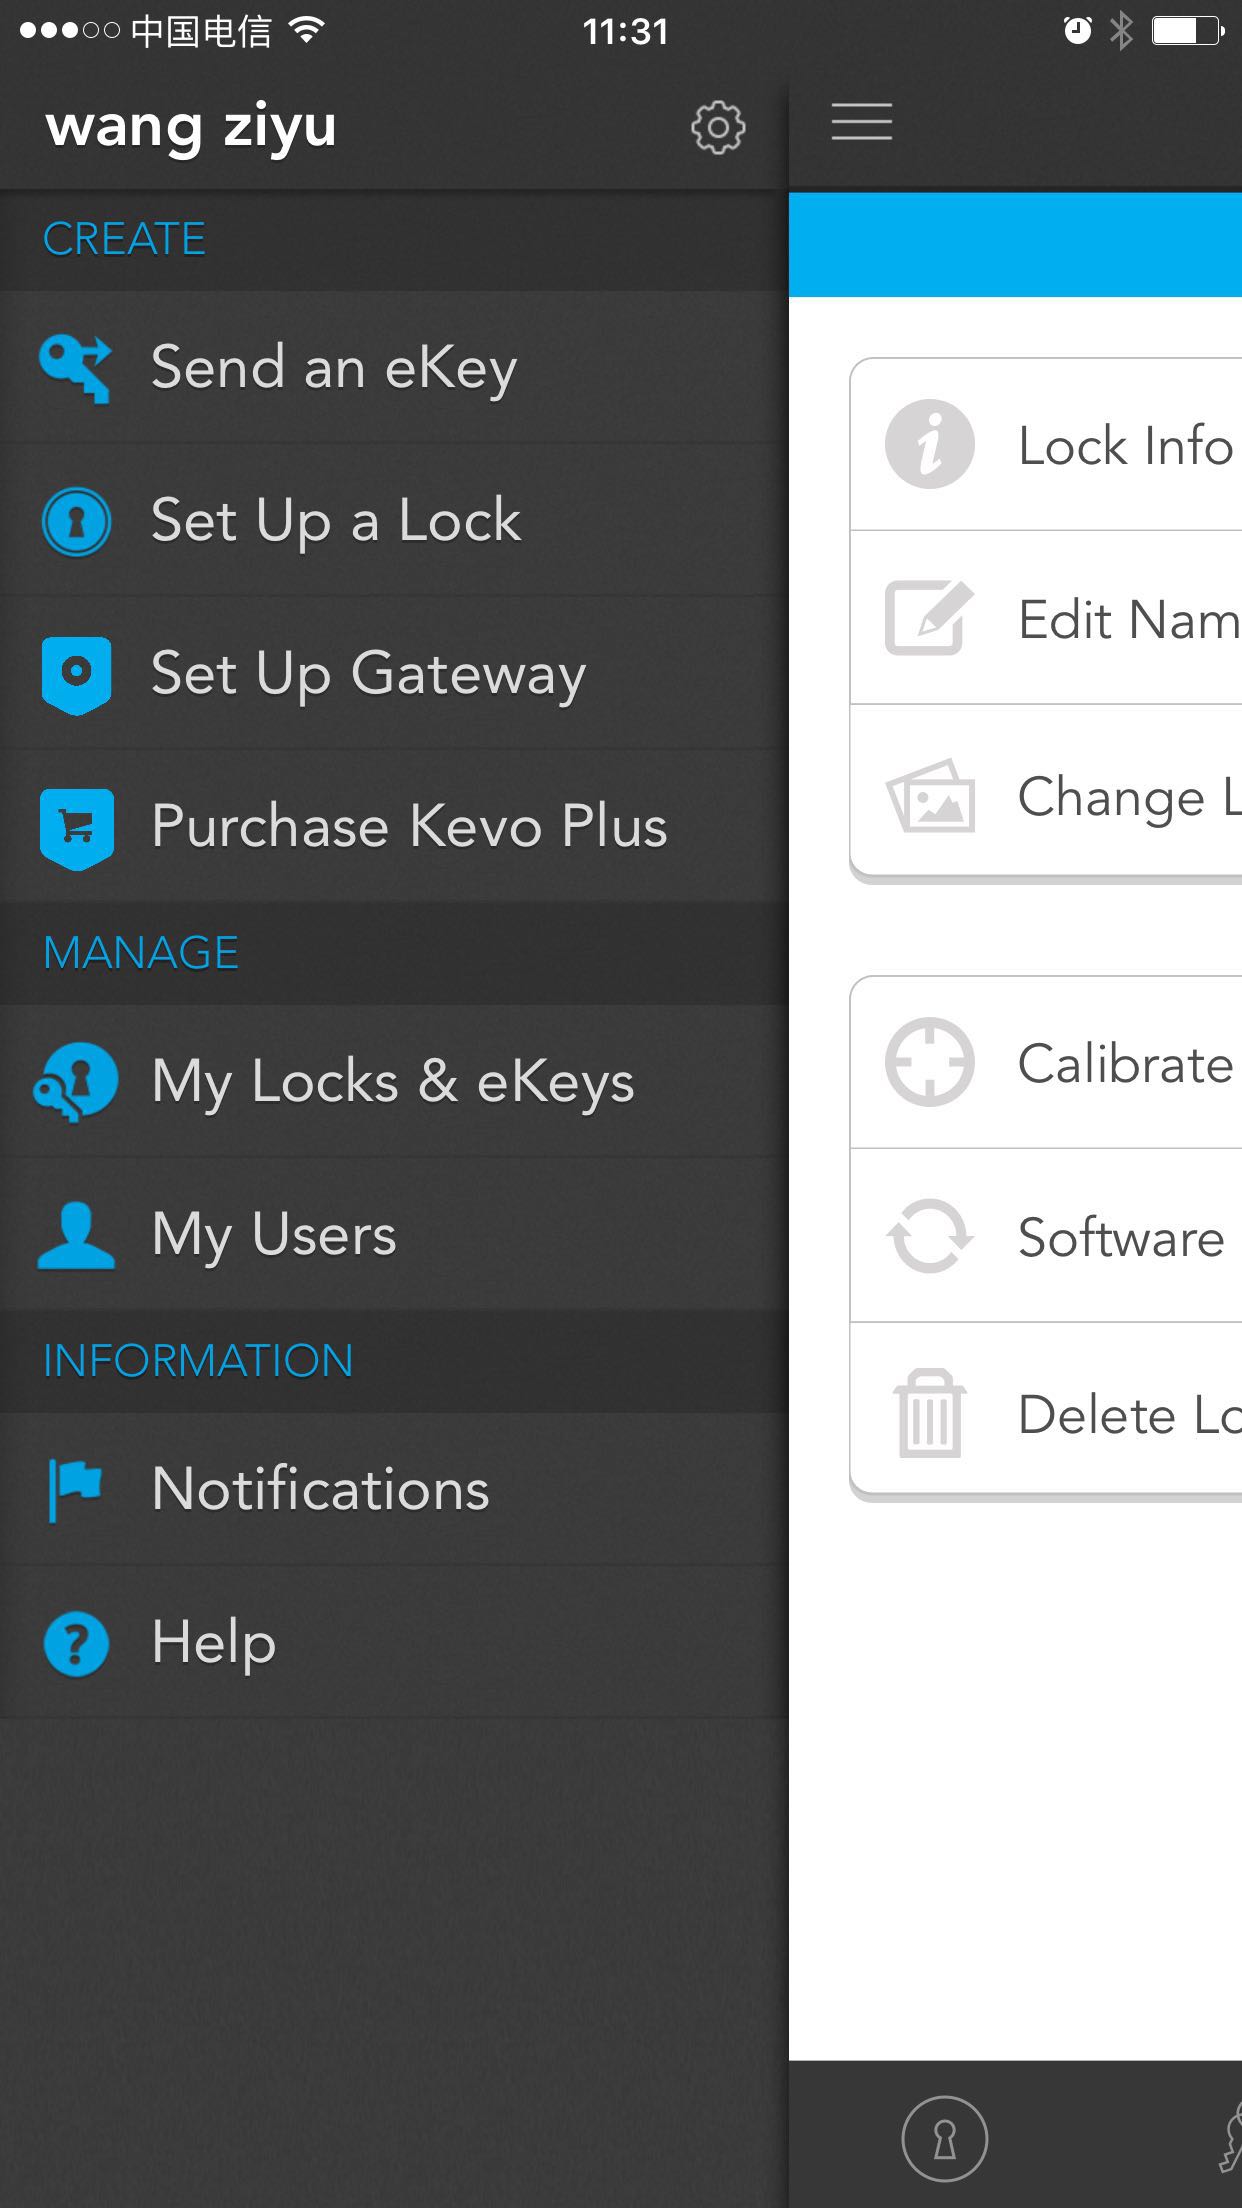 中国电信
11:31
wang ziyu
CREATE
Send an eKey
Set Up a Lock
Set Up Gateway
Purchase Kevo Plus
MANAGE
My Locks & eKeys
My Users
INFORMATION
Notifications
Help
Lock Info
Edit Nam
Change L
Calibrate
Software
Delete Lo